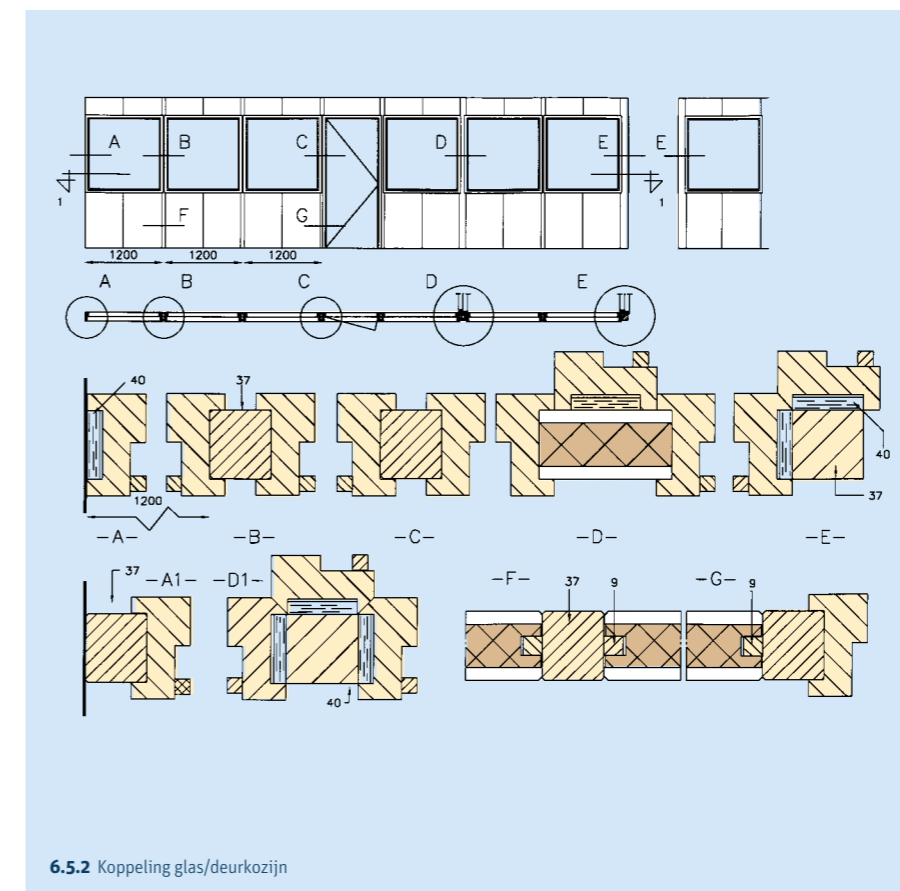 A B C D E E
1 1
F G
1200 1200 1200
A B C D E
40 37
40
37
1200
-A- -B- -C- -D- -E-
37 -A1- -D1- -F- 37 9 -G- 9
40
6.5.2 Koppeling glas/deurkozijn